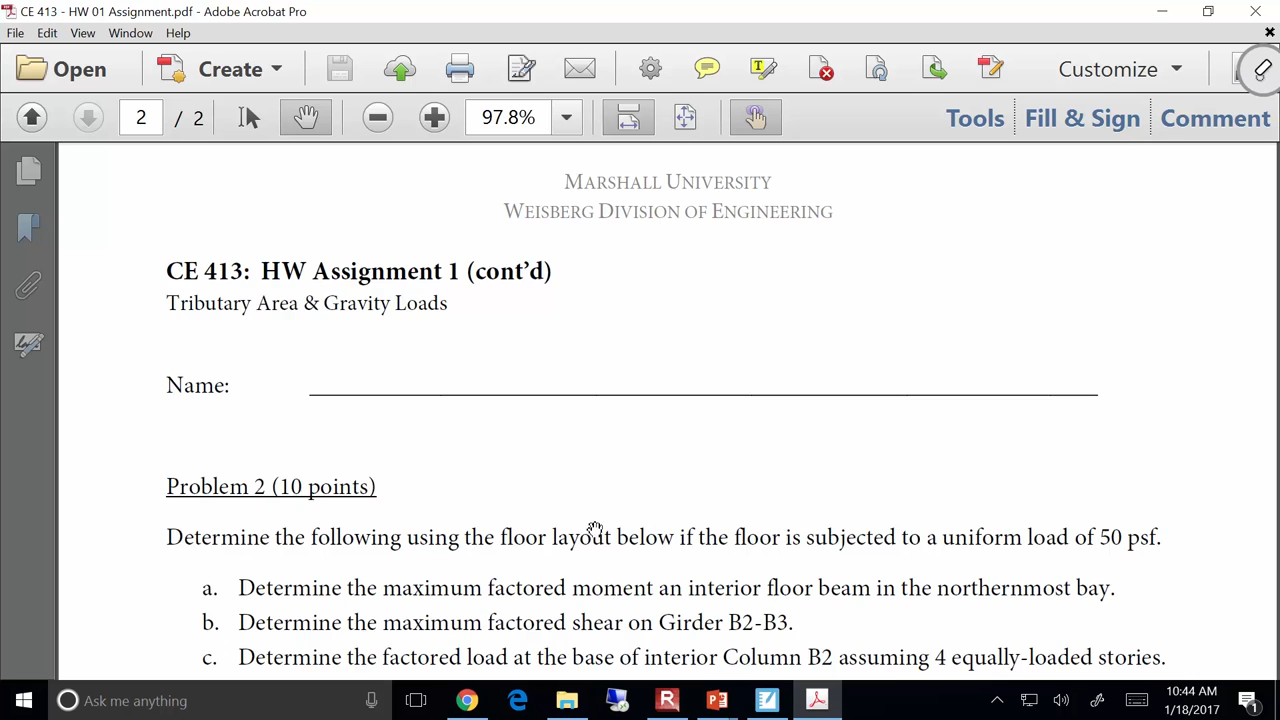 CE 413 - HW 01 Assignment.pdf - Adobe Acrobat Pro
File Edit View Window Help
Open Create Customize
2 / 2 97.8% Tools Fill & Sign Comment
MARSHALL UNIVERSITY
WEISBERG DIVISION OF ENGINEERING
CE 413: HW Assignment 1 (cont'd)
Tributary Area & Gravity Loads
Name:
Problem 2 (10 points)
Determine the following using the floor layout below if the floor is subjected to a uniform load of 50 psf.
a. Determine the maximum factored moment an interior floor beam in the northernmost bay.
b. Determine the maximum factored shear on Girder B2-B3.
c. Determine the factored load at the base of interior Column B2 assuming 4 equally-loaded stories.
Ask me anything
10:44 AM
1/18/2017
1